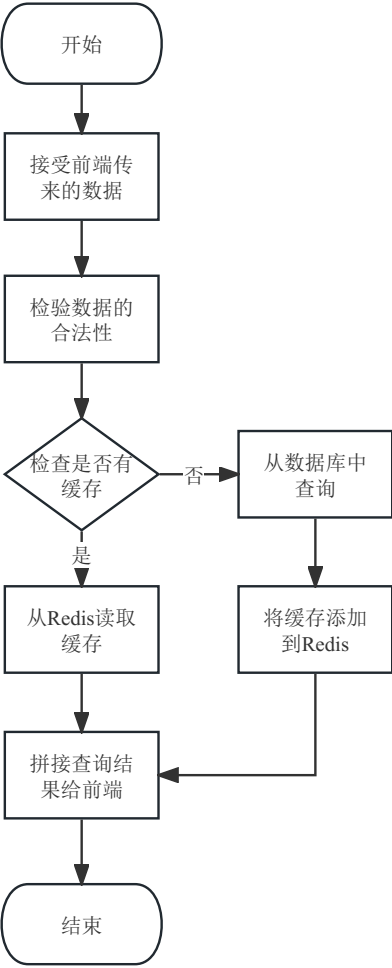 开始
接受前端传
来的数据
检验数据的
合法性
检查是否有
缓存
否
从数据库中
查询
是
从Redis读取
缓存
将缓存添加
到Redis
拼接查询结
果给前端
结束